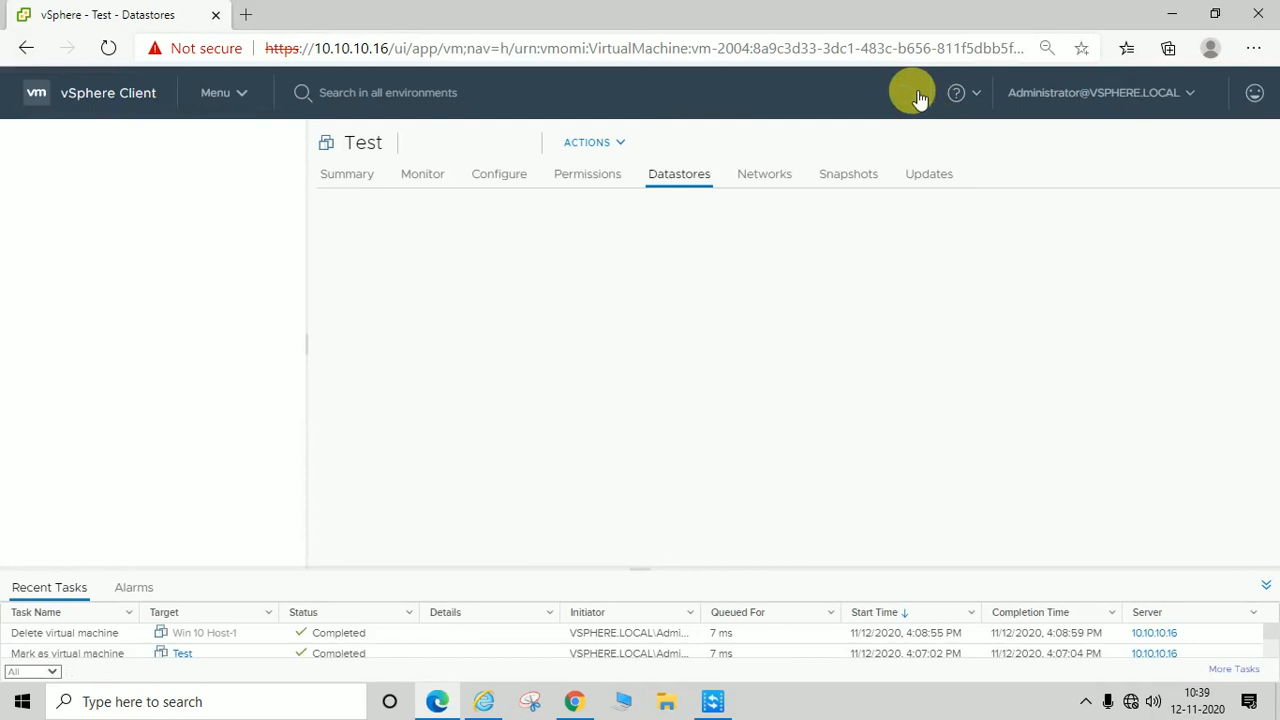 vSphere - Test - Datastores
Not secure
https://10.10.10.16/ui/app/vm;nav=h/urn:vmomi:VirtualMachine:vm-2004:8a9c3d33-3dc1-483c-b656-811f5dbb5f...
vm vSphere Client Menu Search in all environments Administrator@VSPHERE.LOCAL
Test ACTIONS
Summary Monitor Configure Permissions Datastores Networks Snapshots Updates
Recent Tasks Alarms
Task Name Target Status Details Initiator Queued For Start Time Completion Time Server
Delete virtual machine Win 10 Host-1 Completed VSPHERE.LOCAL\Admi... 7 ms 11/12/2020, 4:08:55 PM 11/12/2020, 4:08:59 PM 10.10.10.16
Mark as virtual machine Test Completed VSPHERE.LOCAL\Admi... 7 ms 11/12/2020, 4:07:02 PM 11/12/2020, 4:07:04 PM 10.10.10.16
All More Tasks
Type here to search
10:39
12-11-2020